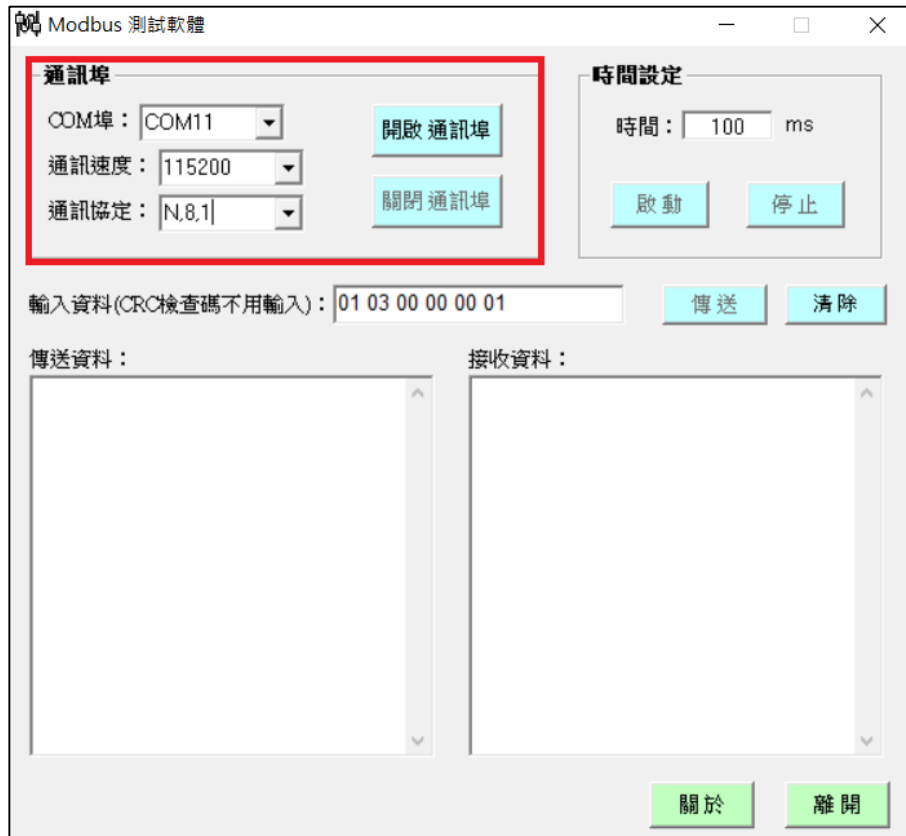 Modbus 測試軟體
通訊埠
COM埠：COM11
開啟 通訊埠
通訊速度：115200
通訊協定：N,8,1
關閉 通訊埠
時間設定
時間：100 ms
啟 動
停 止
輸入資料(CRC檢查碼不用輸入)：01 03 00 00 00 01
傳 送
清 除
傳送資料：
接收資料：
關 於
離 開